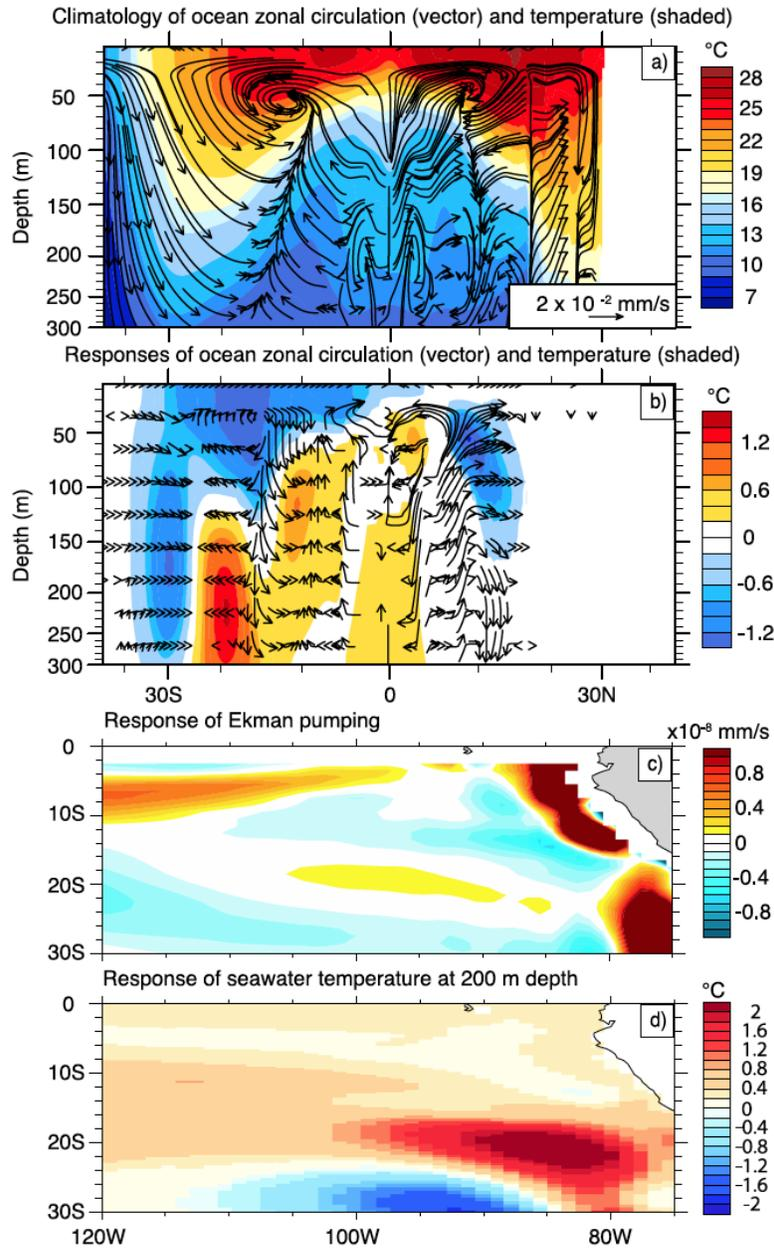 Climatology of ocean zonal circulation (vector) and temperature (shaded)
a)
°C
Depth (m)
50
100
150
200
250
300
28
25
22
19
16
13
10
7
2 x 10 -2 mm/s
Responses of ocean zonal circulation (vector) and temperature (shaded)
b)
°C
Depth (m)
50
100
150
200
250
300
1.2
0.6
0
-0.6
-1.2
30S
0
30N
Response of Ekman pumping
x10-8 mm/s
c)
0
10S
20S
30S
0.8
0.4
0
-0.4
-0.8
Response of seawater temperature at 200 m depth
°C
d)
0
10S
20S
30S
2
1.6
1.2
0.8
0.4
0
-0.4
-0.8
-1.2
-1.6
-2
120W
100W
80W